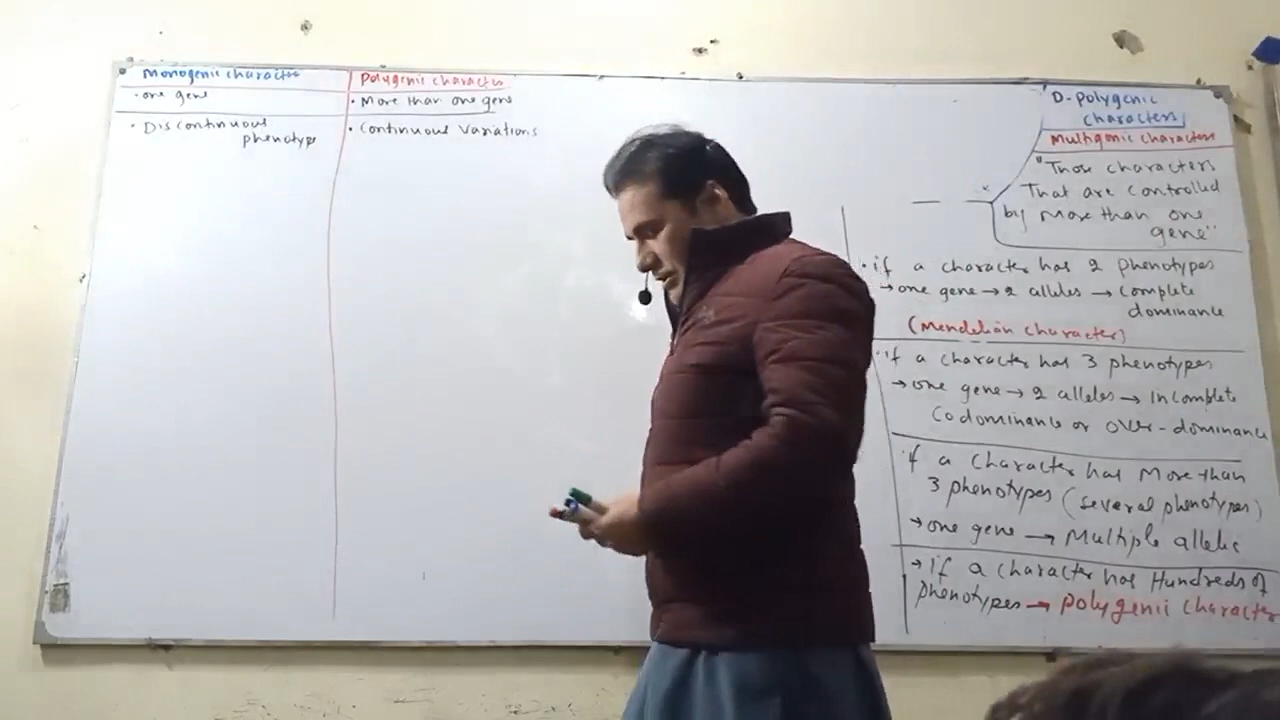 Monogenic character
Polygenic character
• one gene
• More than one gene
• Discontinuous
phenotype
• Continuous Variations
D-Polygenic
characters
Multigenic characters
"Those characters
That are controlled
by More than one
gene"
• if a character has 2 phenotypes
→ one gene → 2 alleles → complete
dominance
(Mendelian character)
• if a character has 3 phenotypes
→ one gene → 2 alleles → incomplete
Codominance or over-dominance
if a character has More than
3 phenotypes (several phenotypes)
→ one gene → Multiple allelic
→ if a character has Hundreds of
phenotypes → polygenic character